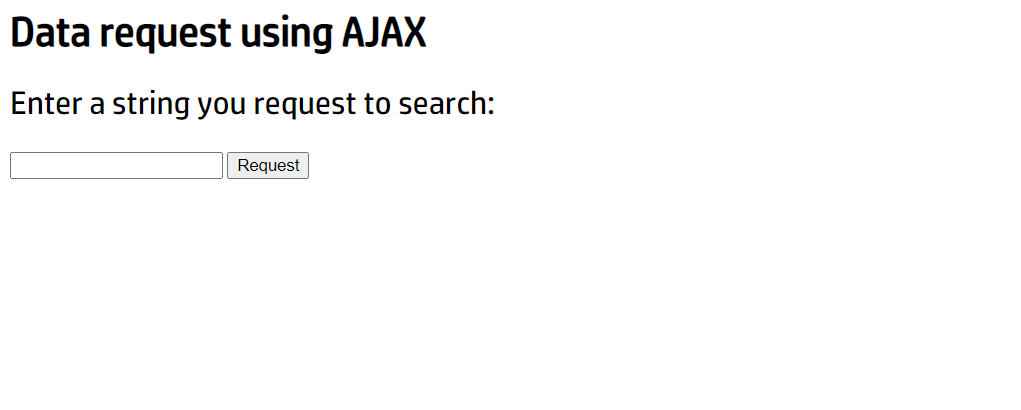 Data request using AJAX
Enter a string you request to search:
Request